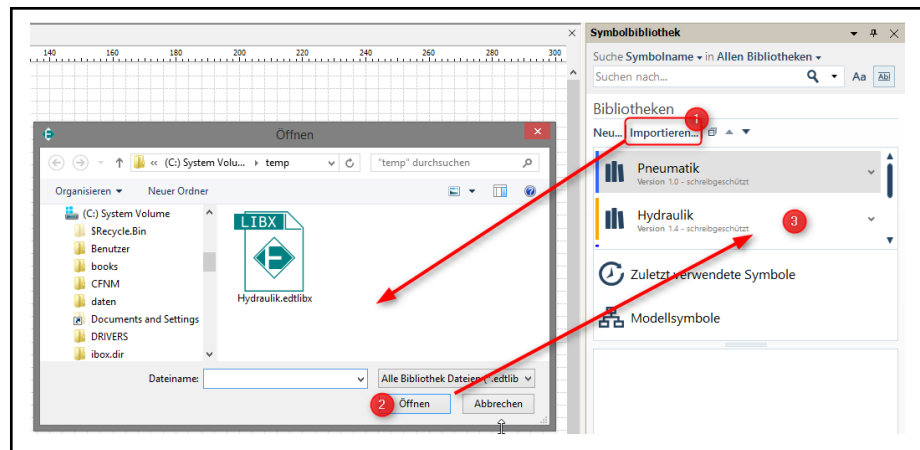 Symbolbibliothek
140 160 180 200 220 240 260 280 300
Suche Symbolname in Allen Bibliotheken
Suchen nach...
Aa Ab
Bibliotheken
1
Neu... Importieren...
Pneumatik
Version 1.0 - schreibgeschützt
Hydraulik
Version 1.4 - schreibgeschützt
3
Zuletzt verwendete Symbole
Modellsymbole
Öffnen
« (C:) System Volu... temp
"temp" durchsuchen
Organisieren Neuer Ordner
(C:) System Volume
$Recycle.Bin
Benutzer
books
CFNM
daten
Documents and Settings
DRIVERS
ibox.dir
LIBX
Hydraulik.edtlibx
Dateiname:
Alle Bibliothek Dateien (*.edtlib
2
Öffnen Abbrechen